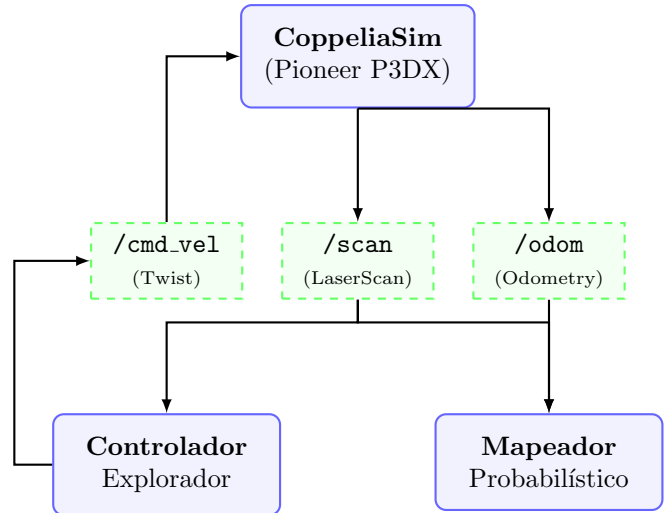 CoppeliaSim
(Pioneer P3DX)
/cmd_vel
(Twist)
/scan
(LaserScan)
/odom
(Odometry)
Controlador
Explorador
Mapeador
Probabilístico